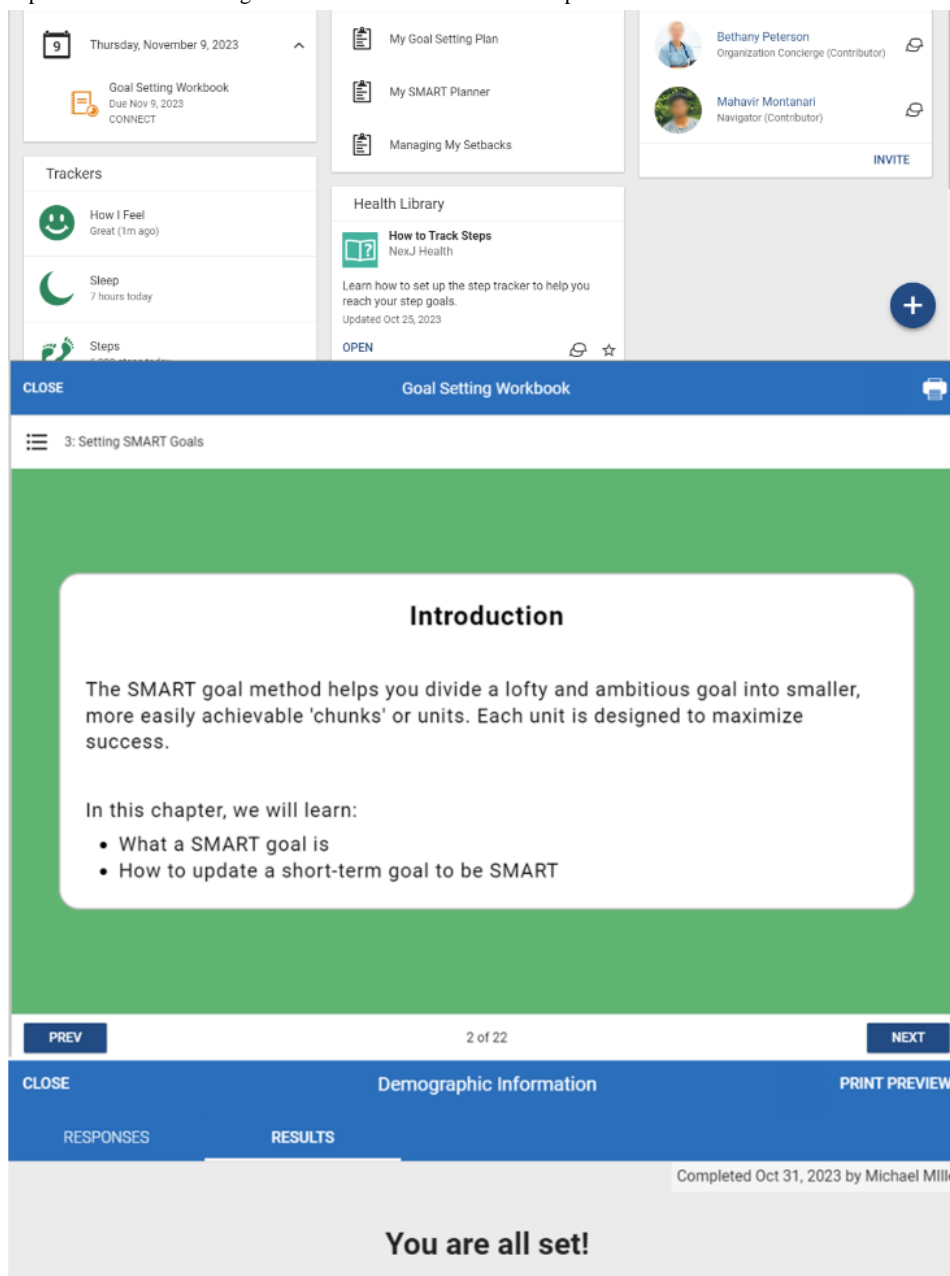 9
Thursday, November 9, 2023
Goal Setting Workbook
Due Nov 9, 2023
CONNECT
Trackers
How I Feel
Great (1m ago)
Sleep
7 hours today
Steps
My Goal Setting Plan
My SMART Planner
Managing My Setbacks
Health Library
How to Track Steps
NexJ Health
Learn how to set up the step tracker to help you
reach your step goals.
Updated Oct 25, 2023
OPEN
Bethany Peterson
Organization Concierge (Contributor)
Mahavir Montanari
Navigator (Contributor)
INVITE
+
CLOSE
Goal Setting Workbook
3: Setting SMART Goals
Introduction
The SMART goal method helps you divide a lofty and ambitious goal into smaller,
more easily achievable 'chunks' or units. Each unit is designed to maximize
success.
In this chapter, we will learn:
• What a SMART goal is
• How to update a short-term goal to be SMART
PREV
2 of 22
NEXT
CLOSE
Demographic Information
PRINT PREVIEW
RESPONSES
RESULTS
Completed Oct 31, 2023 by Michael
You are all set!